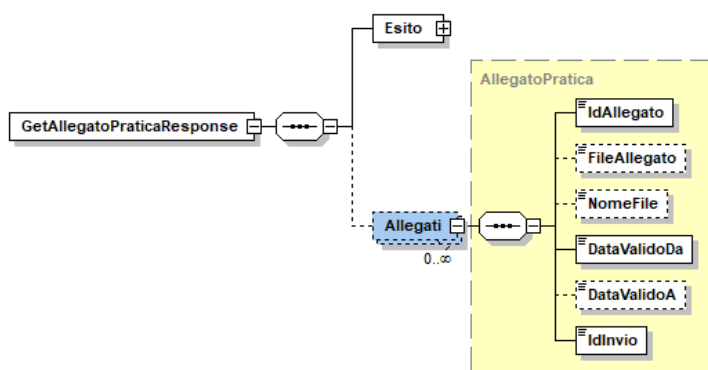 Esito
AllegatoPratica
GetAllegatoPraticaResponse
IdAllegato
FileAllegato
NomeFile
Allegati
0..∞
DataValidoDa
DataValidoA
IdInvio